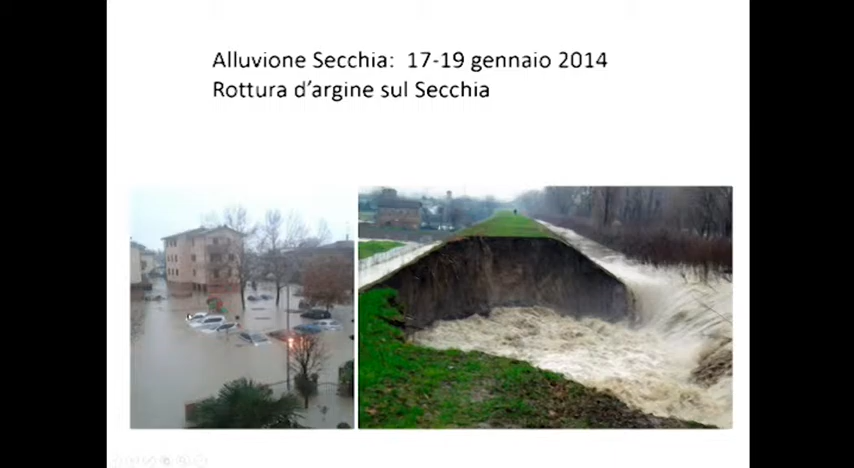 Alluvione Secchia:  17-19 gennaio 2014
Rottura d’argine sul Secchia